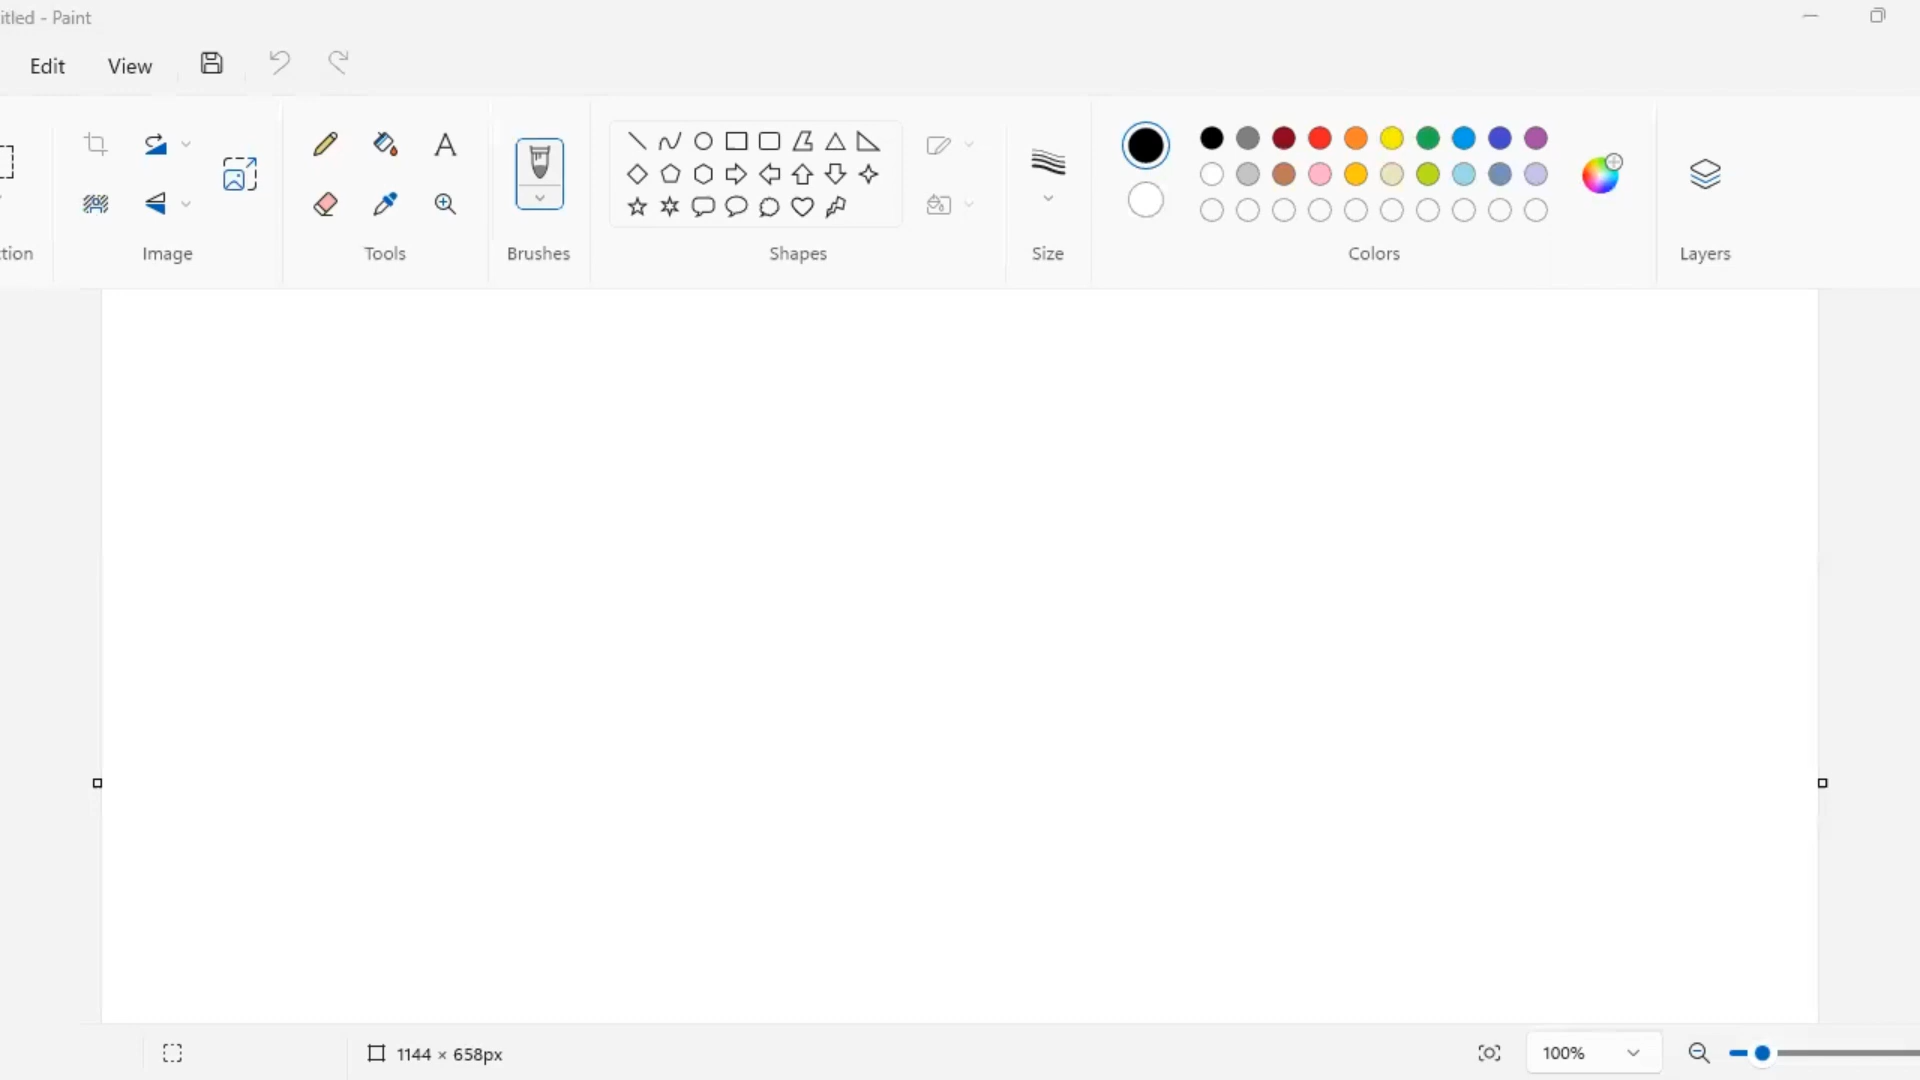 itled - Paint
Edit View
Image
Tools
Brushes
Shapes
Size
Colors
Layers
tion
1144 × 658px
100%